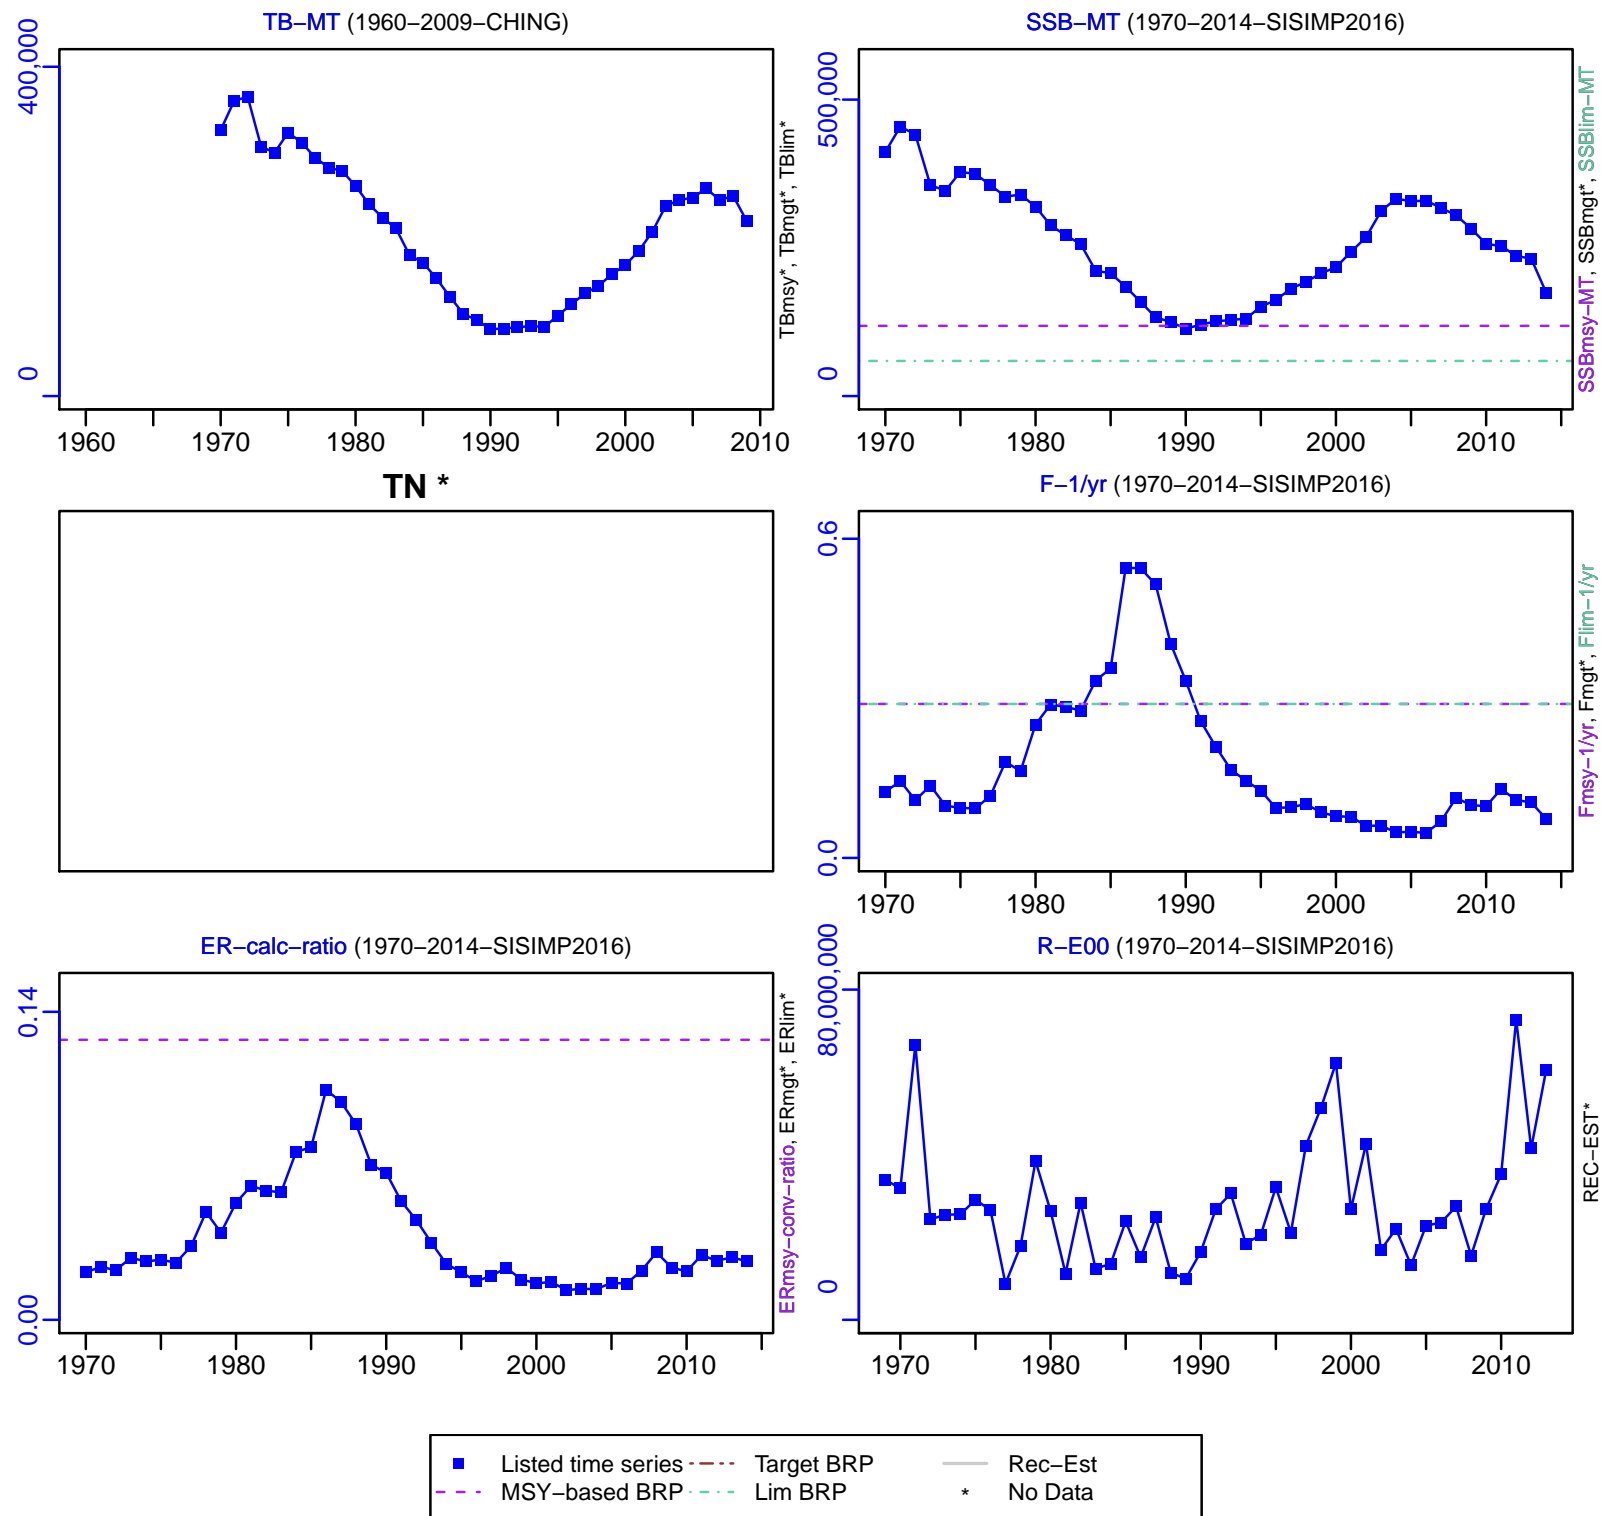 TB−MT (1960−2009−CHING)
400,000
0
1960 1970 1980 1990 2000 2010
TBmsy*, TBmgt*, TBlim*
SSB−MT (1970−2014−SISIMP2016)
500,000
0
1970 1980 1990 2000 2010
SSBmsy−MT, SSBmgt*, SSBlim−MT
TN *
F−1/yr (1970−2014−SISIMP2016)
0.6
0.0
1970 1980 1990 2000 2010
Fmsy−1/yr, Fmgt*, Flim−1/yr
ER−calc−ratio (1970−2014−SISIMP2016)
0.14
0.00
1970 1980 1990 2000 2010
ERmsy−conv−ratio, ERmgt*, ERlim*
R−E00 (1970−2014−SISIMP2016)
80,000,000
0
1970 1980 1990 2000 2010
REC−EST*
Listed time series Target BRP Rec−Est
MSY−based BRP Lim BRP * No Data